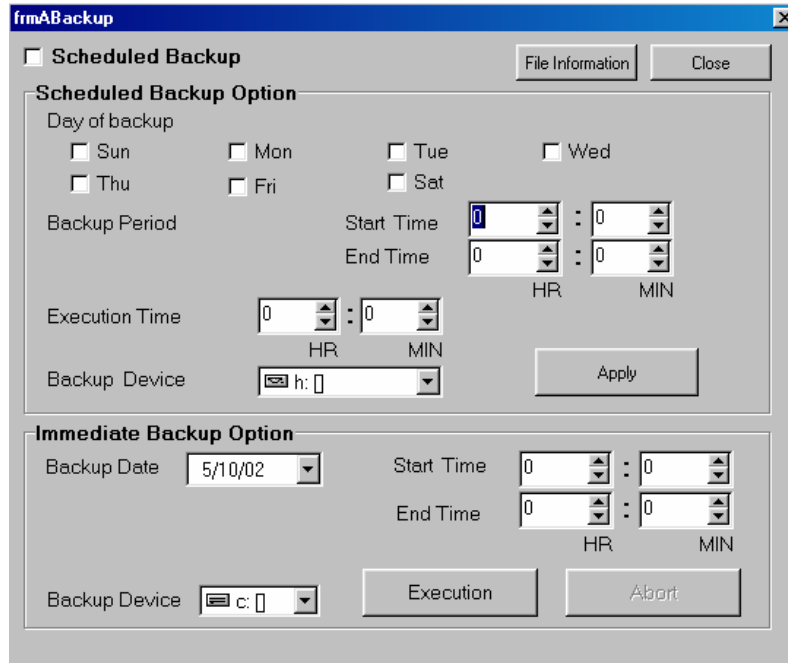 frmABackup
Scheduled Backup File Information Close
Scheduled Backup Option
Day of backup
Sun Mon Tue Wed
Thu Fri Sat
Backup Period Start Time 0 : 0
End Time 0 : 0
HR MIN
Execution Time 0 : 0
HR MIN
Backup Device h: [] Apply
Immediate Backup Option
Backup Date 5/10/02 Start Time 0 : 0
End Time 0 : 0
HR MIN
Backup Device c: [] Execution Abort